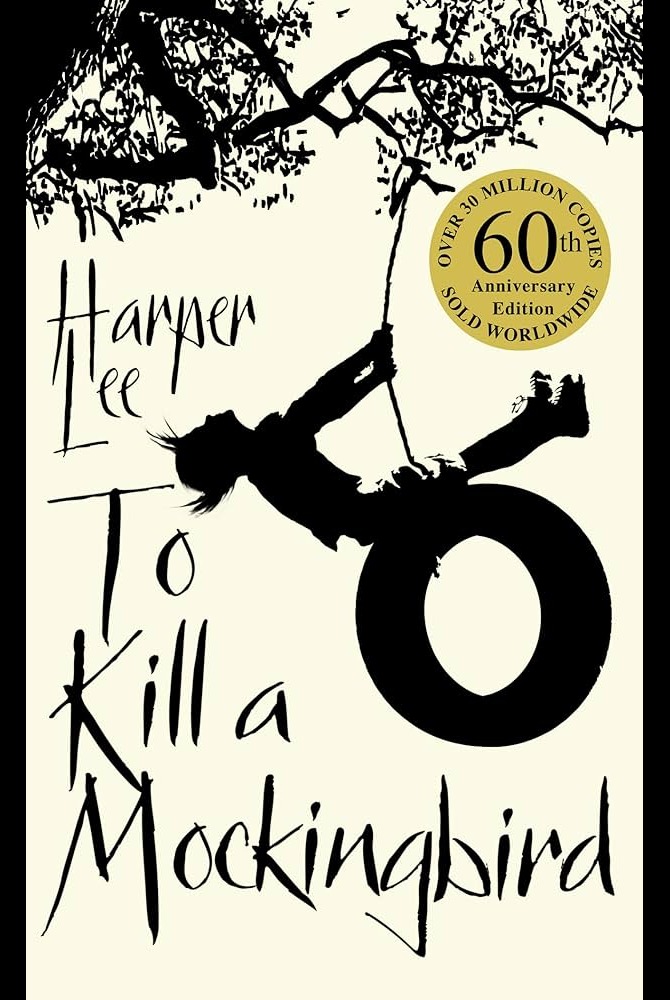 Harper
Lee
OVER 30 MILLION COPIES
60th
Anniversary
Edition
SOLD WORLDWIDE
To
Kill a
Mockingbird